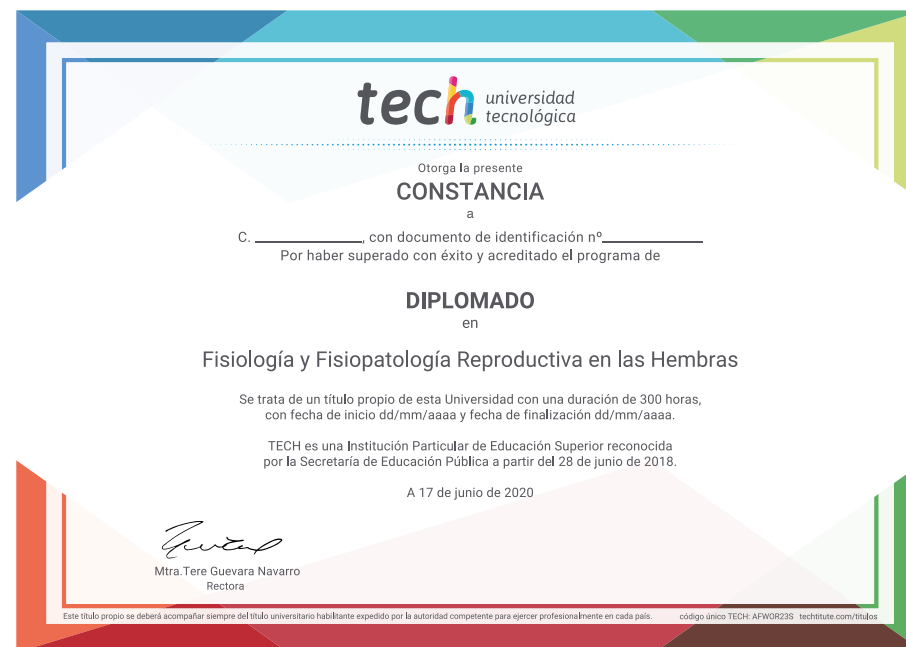 tech universidad
tecnológica
Otorga la presente
CONSTANCIA
a
C. ______________, con documento de identificación nº_____________
Por haber superado con éxito y acreditado el programa de
DIPLOMADO
en
Fisiología y Fisiopatología Reproductiva en las Hembras
Se trata de un título propio de esta Universidad con una duración de 300 horas,
con fecha de inicio dd/mm/aaaa y fecha de finalización dd/mm/aaaa.
TECH es una Institución Particular de Educación Superior reconocida
por la Secretaría de Educación Pública a partir del 28 de junio de 2018.
A 17 de junio de 2020
Mtra.Tere Guevara Navarro
Rectora
Este título propio se deberá acompañar siempre del título universitario habilitante expedido por la autoridad competente para ejercer profesionalmente en cada país. código único TECH: AFWOR23S techtitute.com/titulos